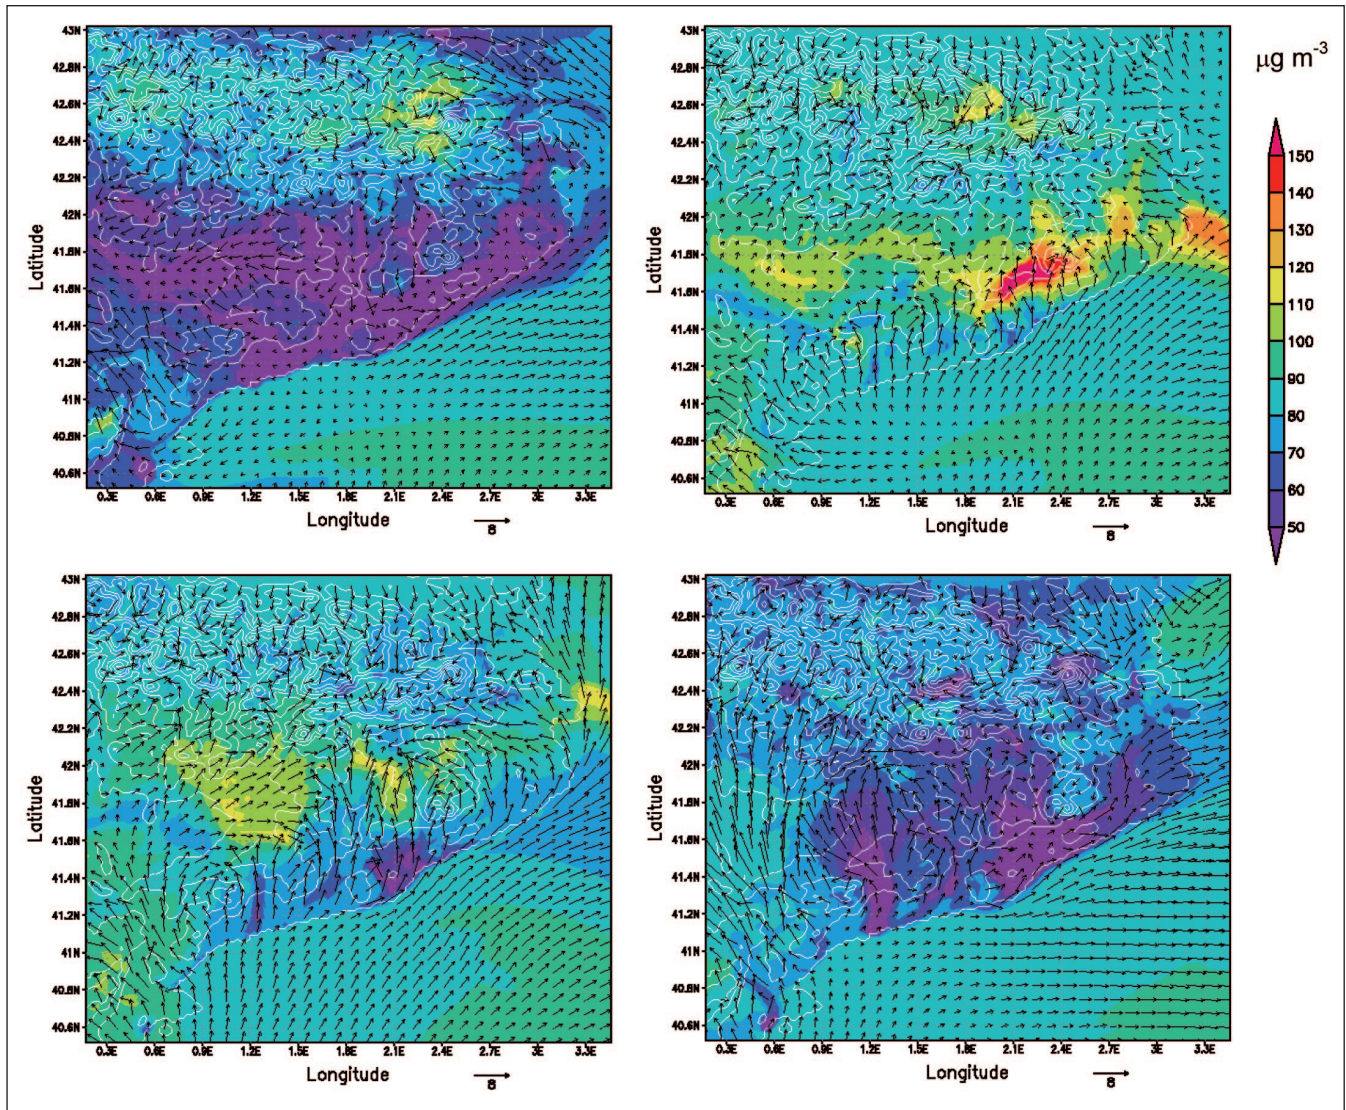 μg m-3
43N
42.8N
42.6N
42.4N
42.2N
42N
41.8N
41.6N
41.4N
41.2N
41N
40.8N
40.6N
Latitude
0.3E 0.6E 0.9E 1.2E 1.5E 1.8E 2.1E 2.4E 2.7E 3E 3.3E
Longitude
8
43N
42.8N
42.6N
42.4N
42.2N
42N
41.8N
41.6N
41.4N
41.2N
41N
40.8N
40.6N
Latitude
0.3E 0.6E 0.9E 1.2E 1.5E 1.8E 2.1E 2.4E 2.7E 3E 3.3E
Longitude
8
150
140
130
120
110
100
90
80
70
60
50
43N
42.8N
42.6N
42.4N
42.2N
42N
41.8N
41.6N
41.4N
41.2N
41N
40.8N
40.6N
Latitude
0.3E 0.6E 0.9E 1.2E 1.5E 1.8E 2.1E 2.4E 2.7E 3E 3.3E
Longitude
8
43N
42.8N
42.6N
42.4N
42.2N
42N
41.8N
41.6N
41.4N
41.2N
41N
40.8N
40.6N
Latitude
0.3E 0.6E 0.9E 1.2E 1.5E 1.8E 2.1E 2.4E 2.7E 3E 3.3E
Longitude
8